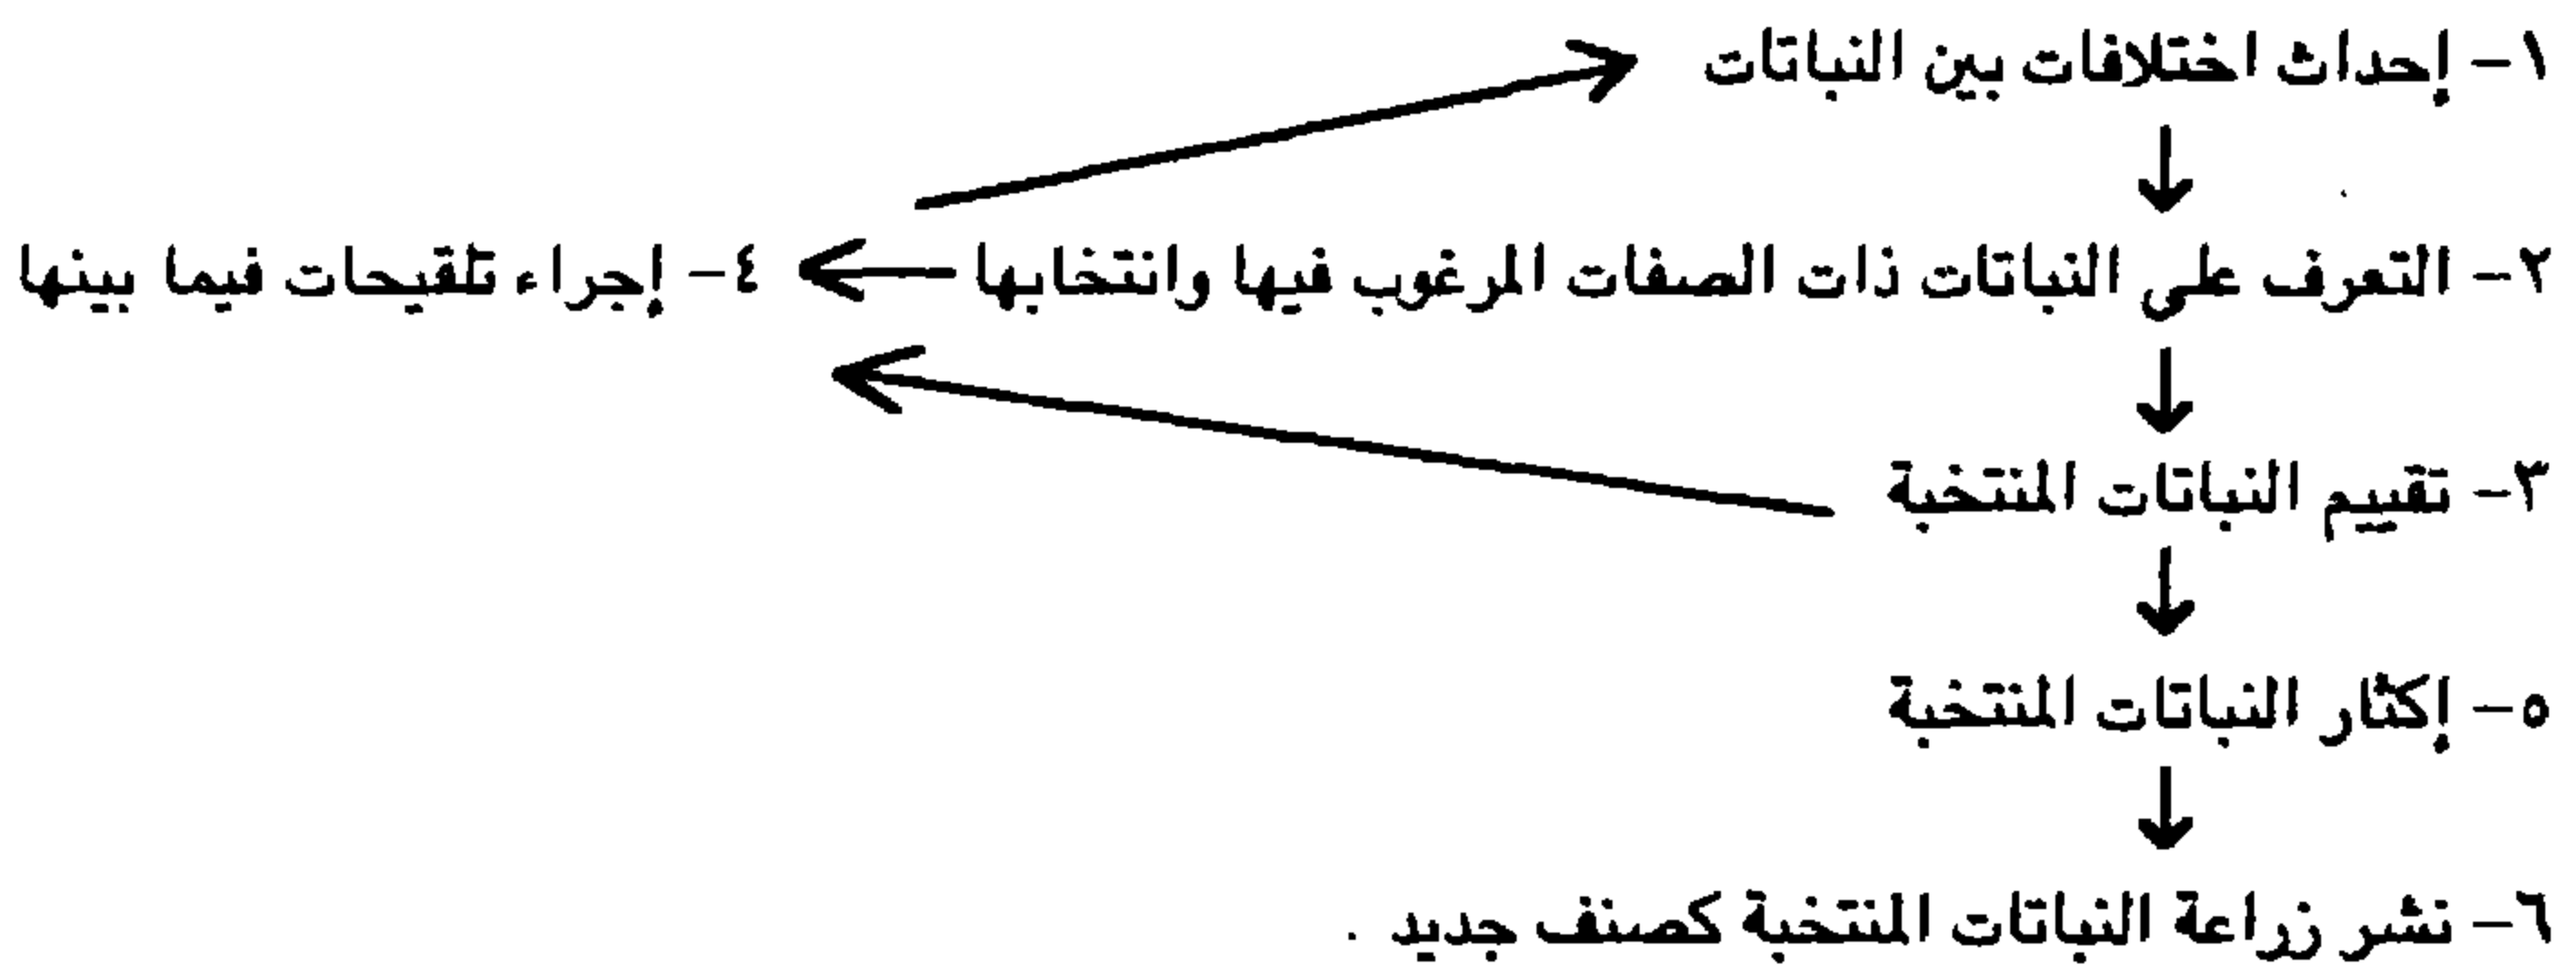 ١- إحداث اختلافات بين النباتات
٢- التعرف على النباتات ذات الصفات المرغوب فيها وانتخابها
٤- إجراء تلقيحات فيما بينها
٣- تقييم النباتات المنتخبة
٥- إكثار النباتات المنتخبة
٦- نشر زراعة النباتات المنتخبة كصنف جديد .